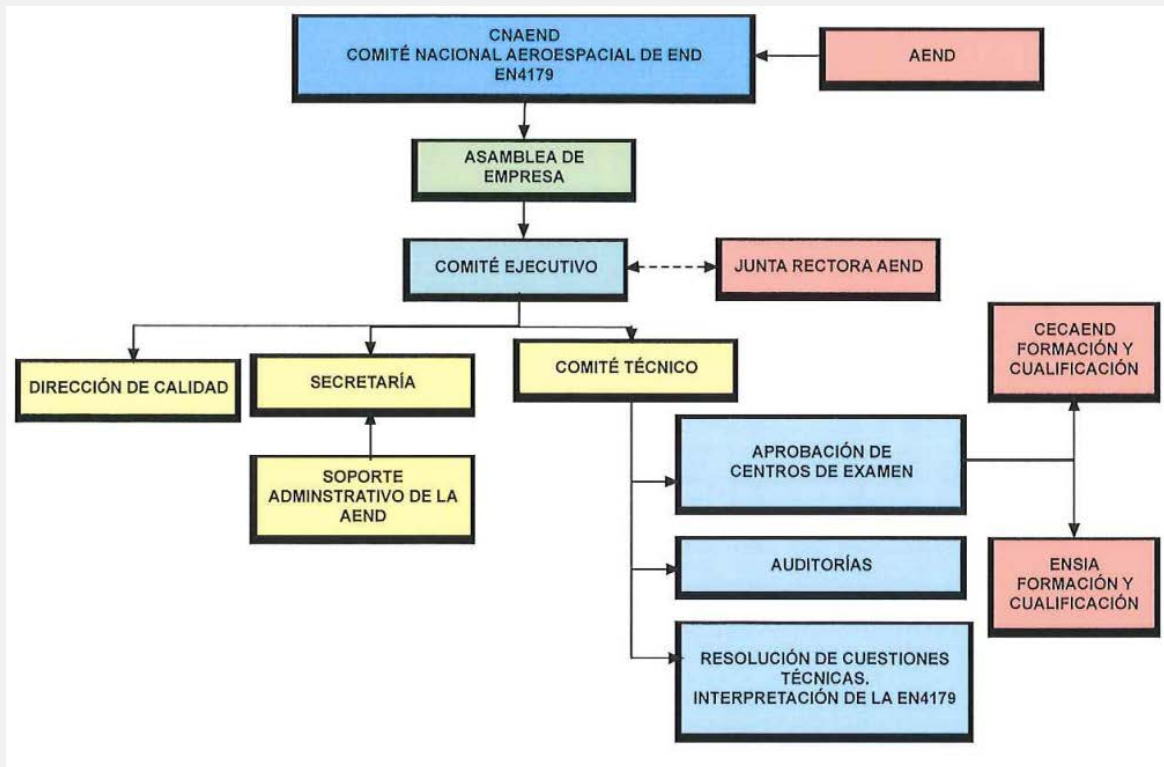 CNAEND
COMITÉ NACIONAL AEROESPACIAL DE END
EN4179
AEND
ASAMBLEA DE
EMPRESA
COMITÉ EJECUTIVO
JUNTA RECTORA AEND
DIRECCIÓN DE CALIDAD
SECRETARÍA
COMITÉ TÉCNICO
CECAEND
FORMACIÓN Y
CUALIFICACIÓN
SOPORTE
ADMINSTRATIVO DE LA
AEND
APROBACIÓN DE
CENTROS DE EXAMEN
AUDITORÍAS
ENSIA
FORMACIÓN Y
CUALIFICACIÓN
RESOLUCIÓN DE CUESTIONES
TÉCNICAS.
INTERPRETACIÓN DE LA EN4179